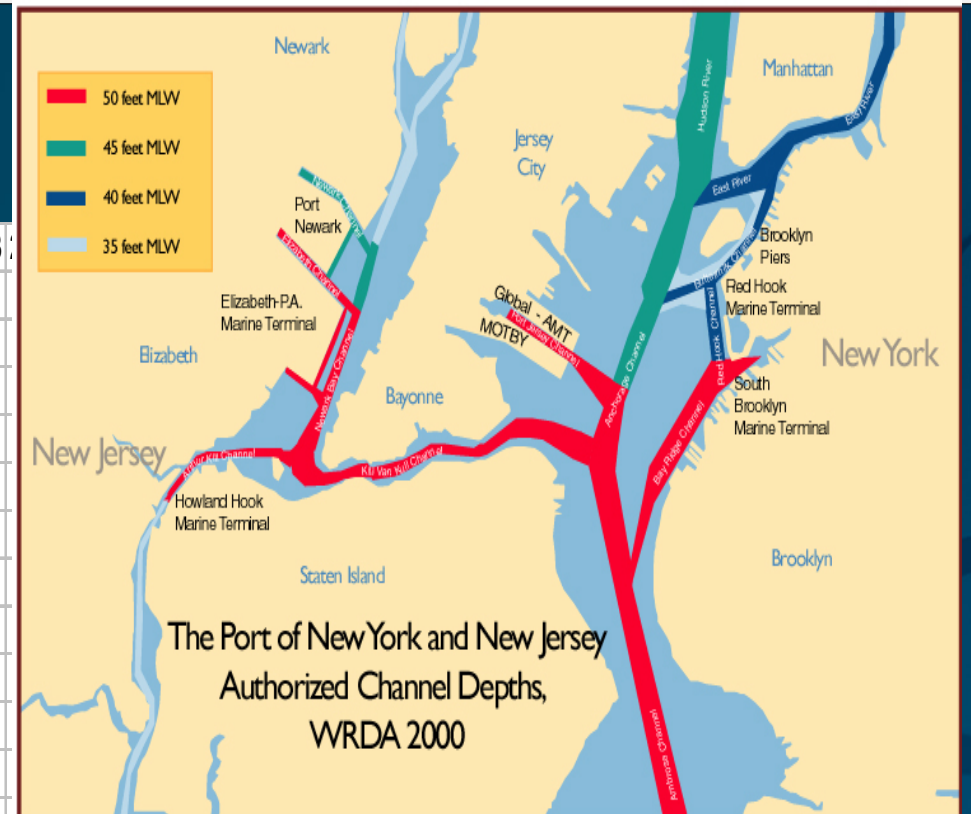 Newark
Manhattan
50 feet MLW
45 feet MLW
40 feet MLW
35 feet MLW
Hudson River
East River
Jersey
City
East River
Newark Channel
Port
Newark
Elizabeth Channel
Brooklyn
Piers
Buttermilk Channel
Red Hook
Marine Terminal
Elizabeth-P.A.
Marine Terminal
Global - AMT
Port Jersey Channel
MOTBY
Elizabeth
Newark Bay Channel
Anchorage Channel
Red Hook Channel
New York
Bayonne
South
Brooklyn
Marine Terminal
New Jersey
Arthur Kill Channel
Kill Van Kull Channel
Bay Ridge Channel
Howland Hook
Marine Terminal
Staten Island
Brooklyn
The Port of New York and New Jersey
Authorized Channel Depths,
WRDA 2000
Ambrose Channel